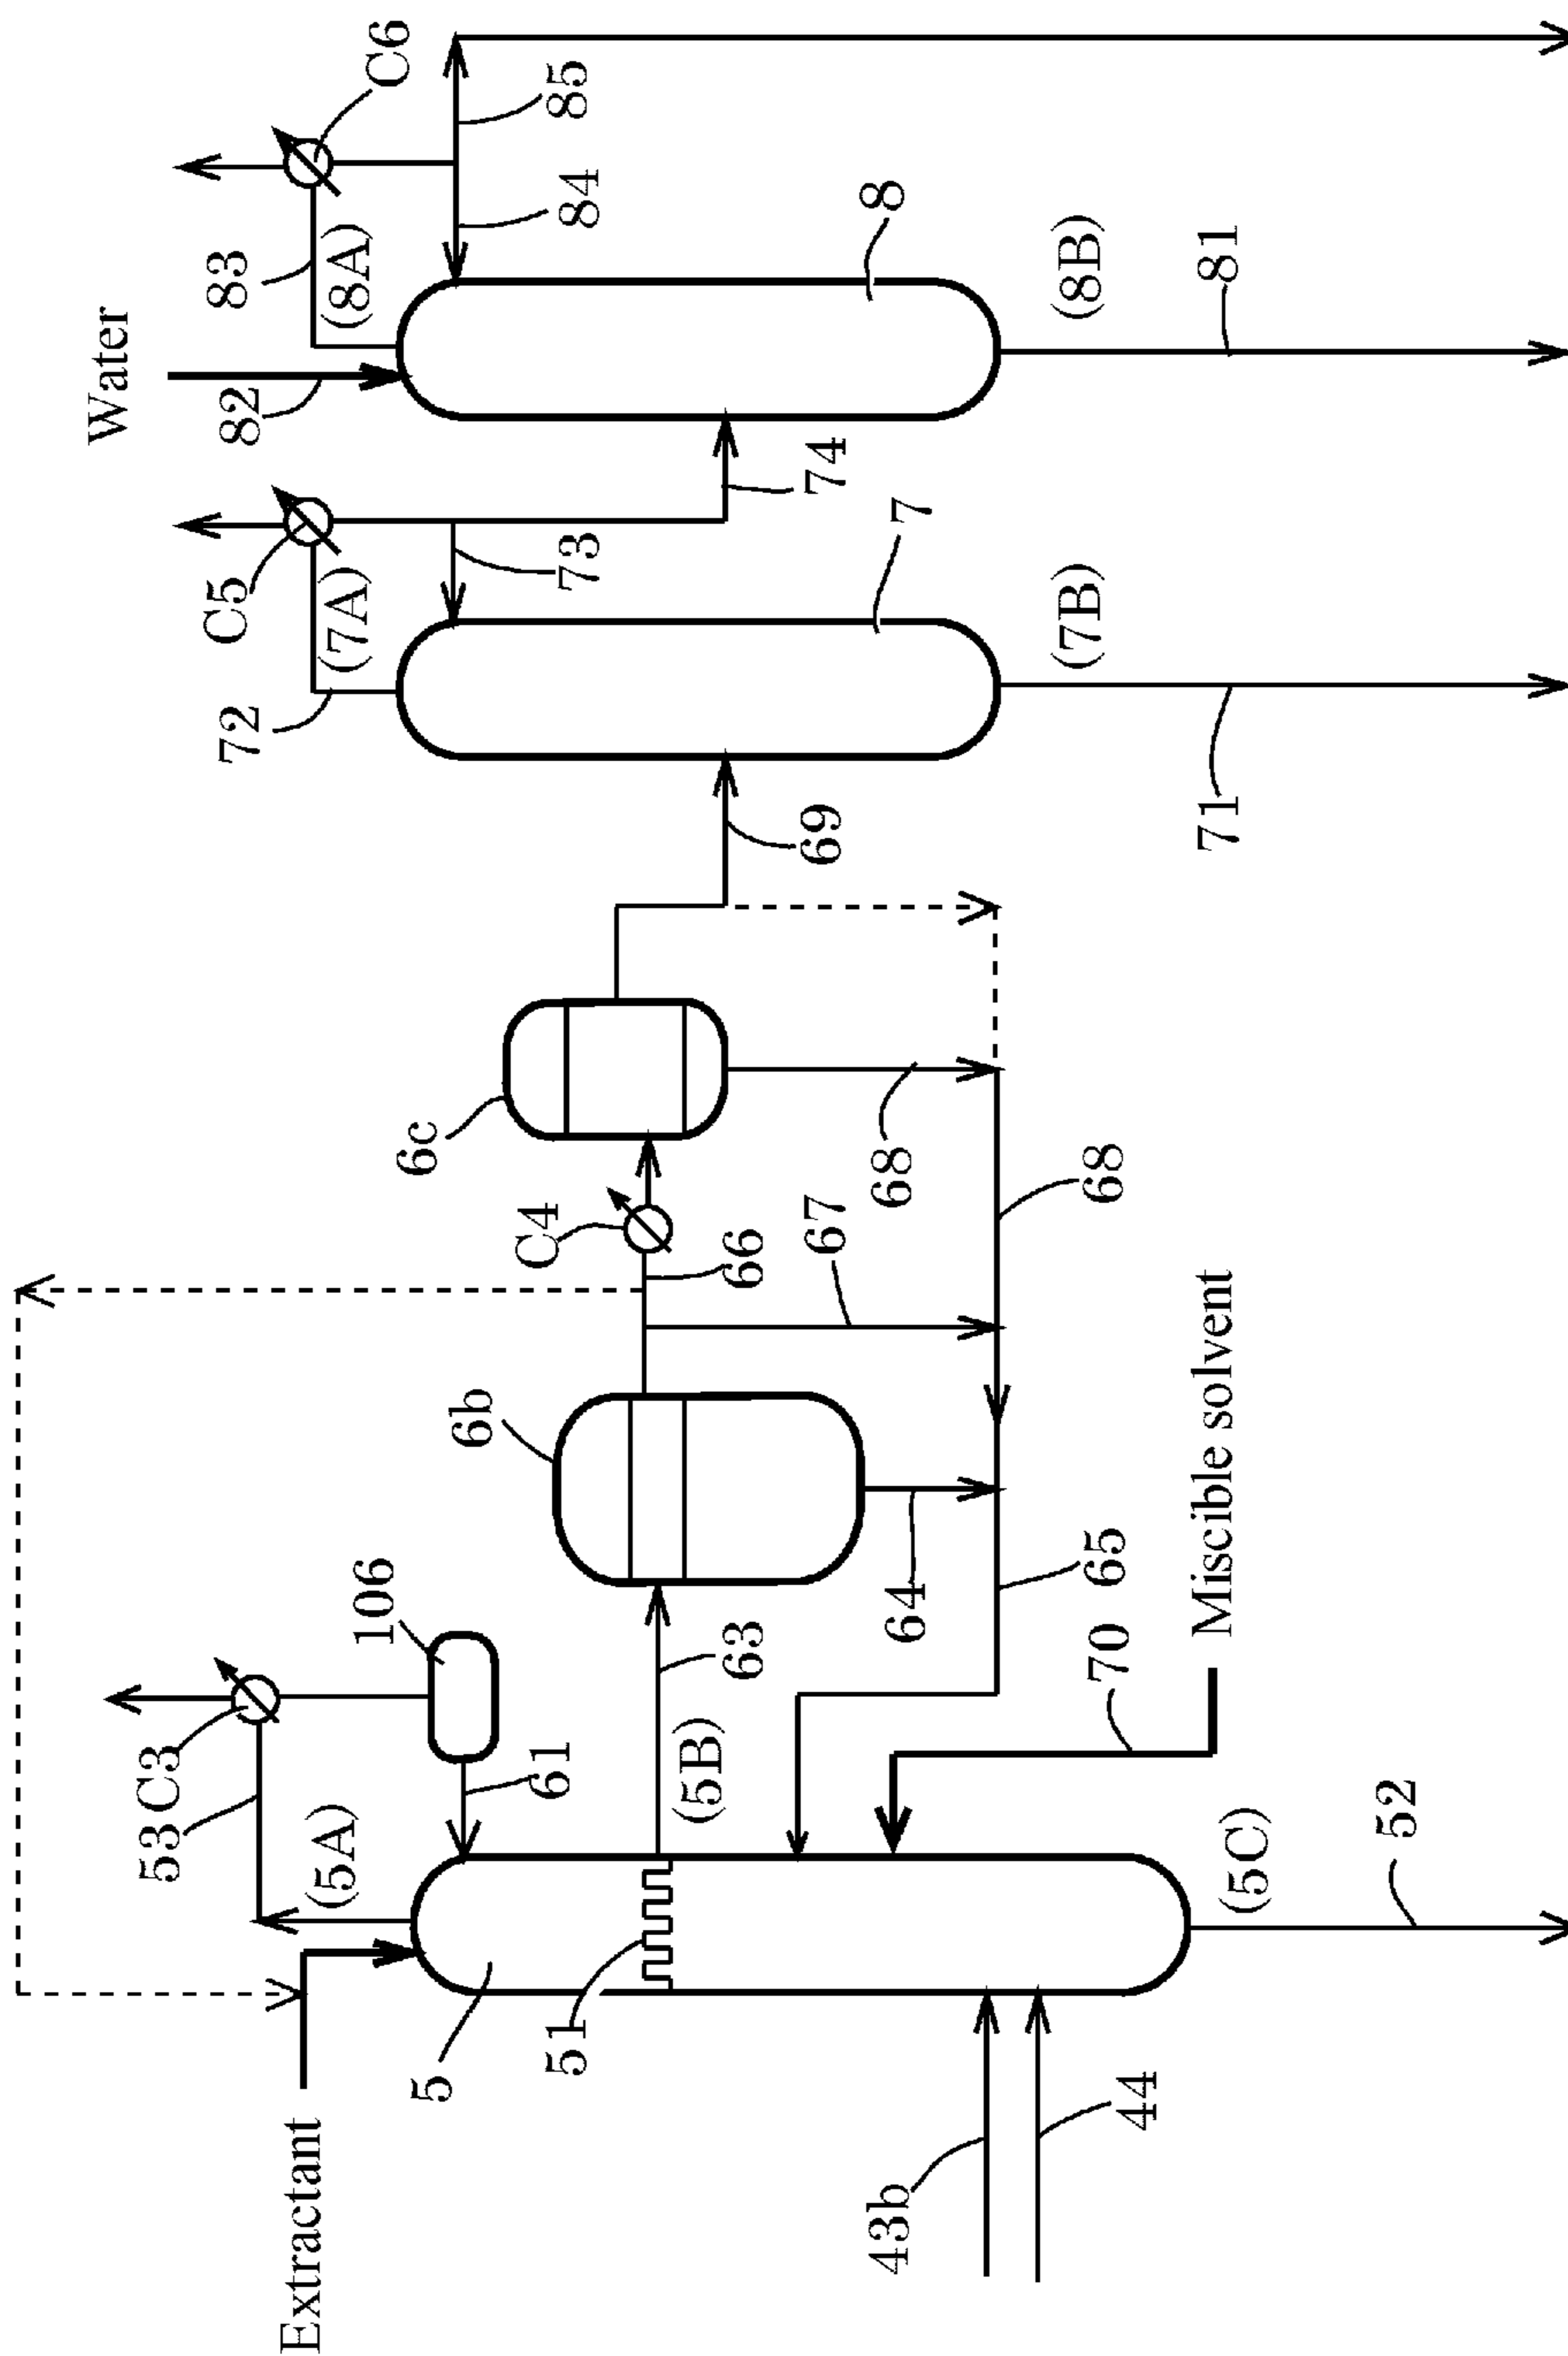 Extractant
43b
44
5
51
53
C3
(5A)
106
61
(5B)
63
(5C)
52
70
Miscible solvent
6b
64
65
66
67
C4
6c
68
68
69
72
C5
(7A)
73
7
74
(7B)
71
Water
82
83
(8A)
C6
84
85
8
(8B)
81